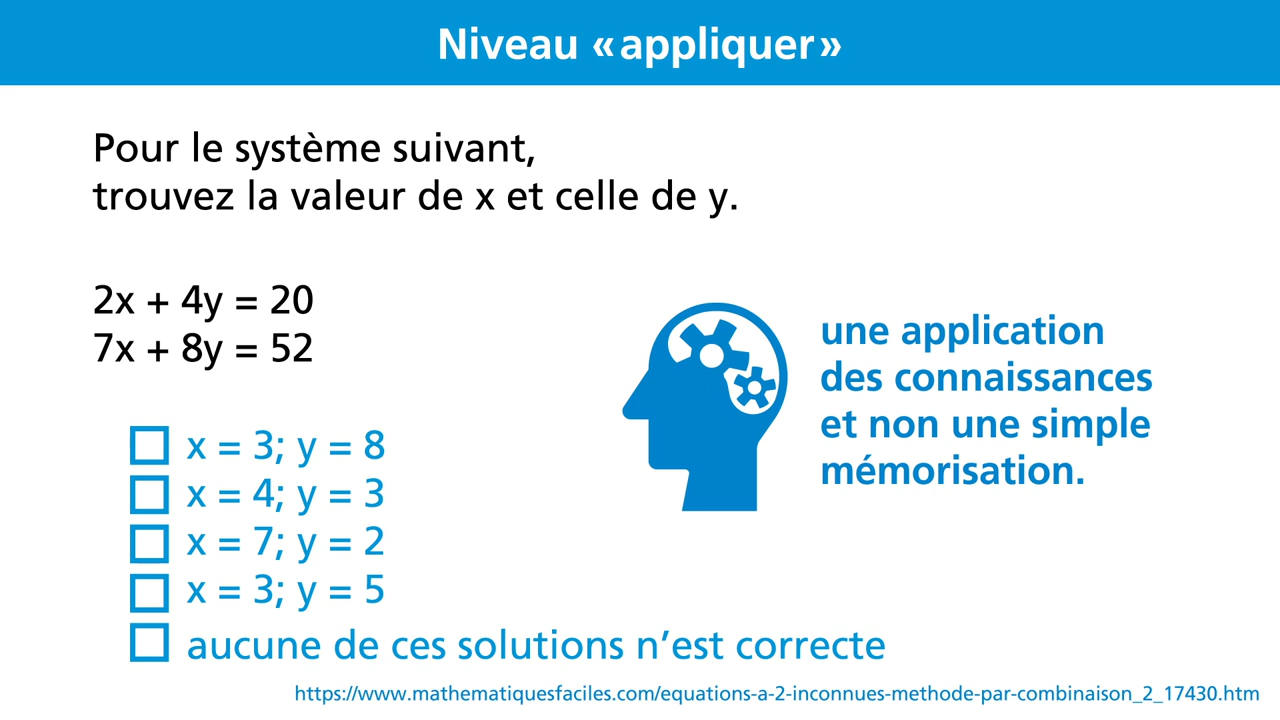 Niveau «appliquer»
Pour le système suivant,
trouvez la valeur de x et celle de y.
2x + 4y = 20
7x + 8y = 52
une application
des connaissances
et non une simple
mémorisation.
x = 3; y = 8
x = 4; y = 3
x = 7; y = 2
x = 3; y = 5
aucune de ces solutions n’est correcte
https://www.mathematiquesfaciles.com/equations-a-2-inconnues-methode-par-combinaison_2_17430.htm